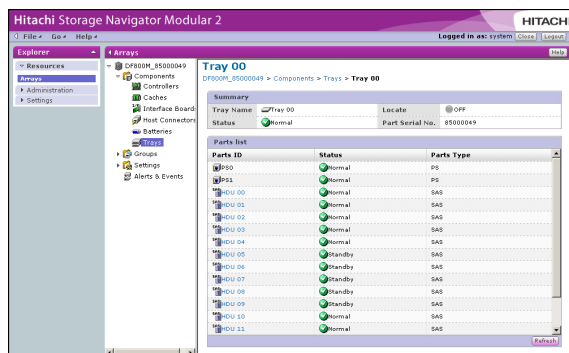 Hitachi Storage Navigator Modular 2
HITACHI
File Go Help
Logged in as: system Close Logout
Explorer
Arrays
Help
Resources
Arrays
Administration
Settings
DF800M_85000049
Components
Controllers
Caches
Interface Boards
Host Connectors
Batteries
Trays
Groups
Settings
Alerts & Events
Tray 00
DF800M_85000049 > Components > Trays > Tray 00
Summary
Tray Name Tray 00 Locate OFF
Status Normal Part Serial No. 85000049
Parts list
Parts ID Status Parts Type
PS0 Normal PS
PS1 Normal PS
HDU 00 Normal SAS
HDU 01 Normal SAS
HDU 02 Normal SAS
HDU 03 Normal SAS
HDU 04 Normal SAS
HDU 05 Standby SAS
HDU 06 Standby SAS
HDU 07 Standby SAS
HDU 08 Standby SAS
HDU 09 Standby SAS
HDU 10 Normal SAS
HDU 11 Normal SAS
Refresh